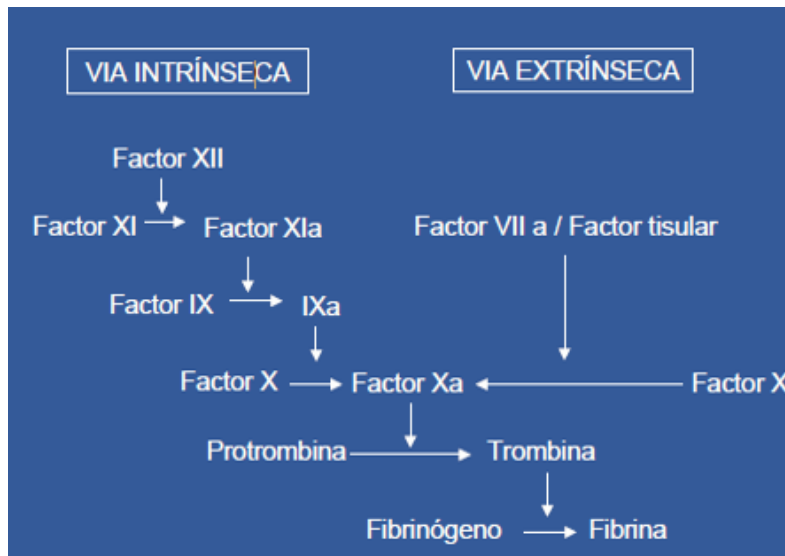 VIA INTRÍNSECA
VIA EXTRÍNSECA
Factor XII
Factor XI
Factor XIa
Factor VII a / Factor tisular
Factor IX
IXa
Factor X
Factor Xa
Factor X
Protrombina
Trombina
Fibrinógeno
Fibrina